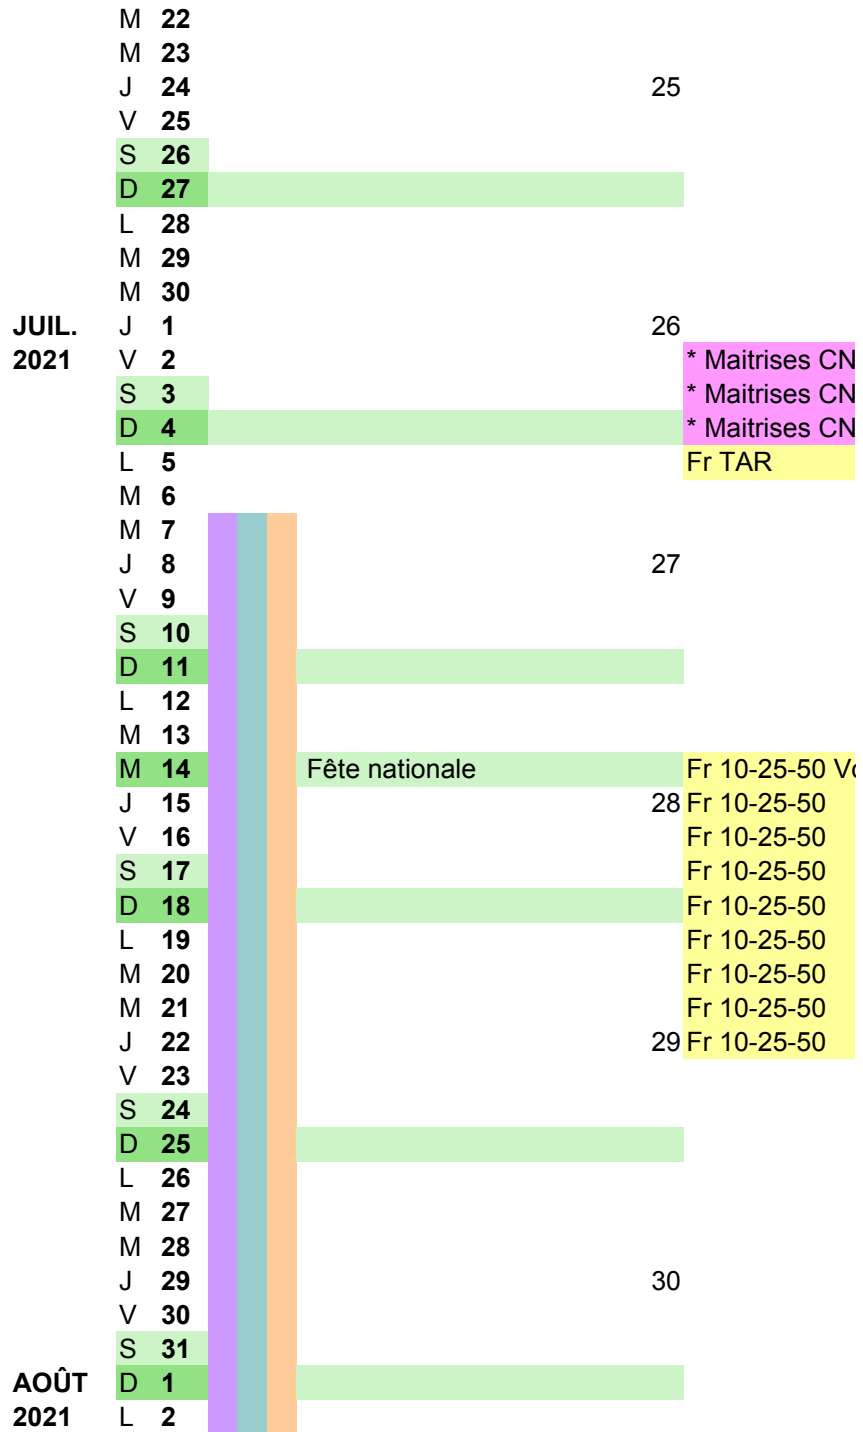 M 22
M 23
J 24 25
V 25
S 26
D 27
L 28
M 29
M 30
JUIL. J 1 26
2021 V 2 * Maitrises CN
S 3 * Maitrises CN
D 4 * Maitrises CN
L 5 Fr TAR
M 6
M 7
J 8 27
V 9
S 10
D 11
L 12
M 13
M 14 Fête nationale Fr 10-25-50
J 15 28 Fr 10-25-50
V 16 Fr 10-25-50
S 17 Fr 10-25-50
D 18 Fr 10-25-50
L 19 Fr 10-25-50
M 20 Fr 10-25-50
M 21 Fr 10-25-50
J 22 29 Fr 10-25-50
V 23
S 24
D 25
L 26
M 27
M 28
J 29 30
V 30
S 31
AOÛT D 1
2021 L 2